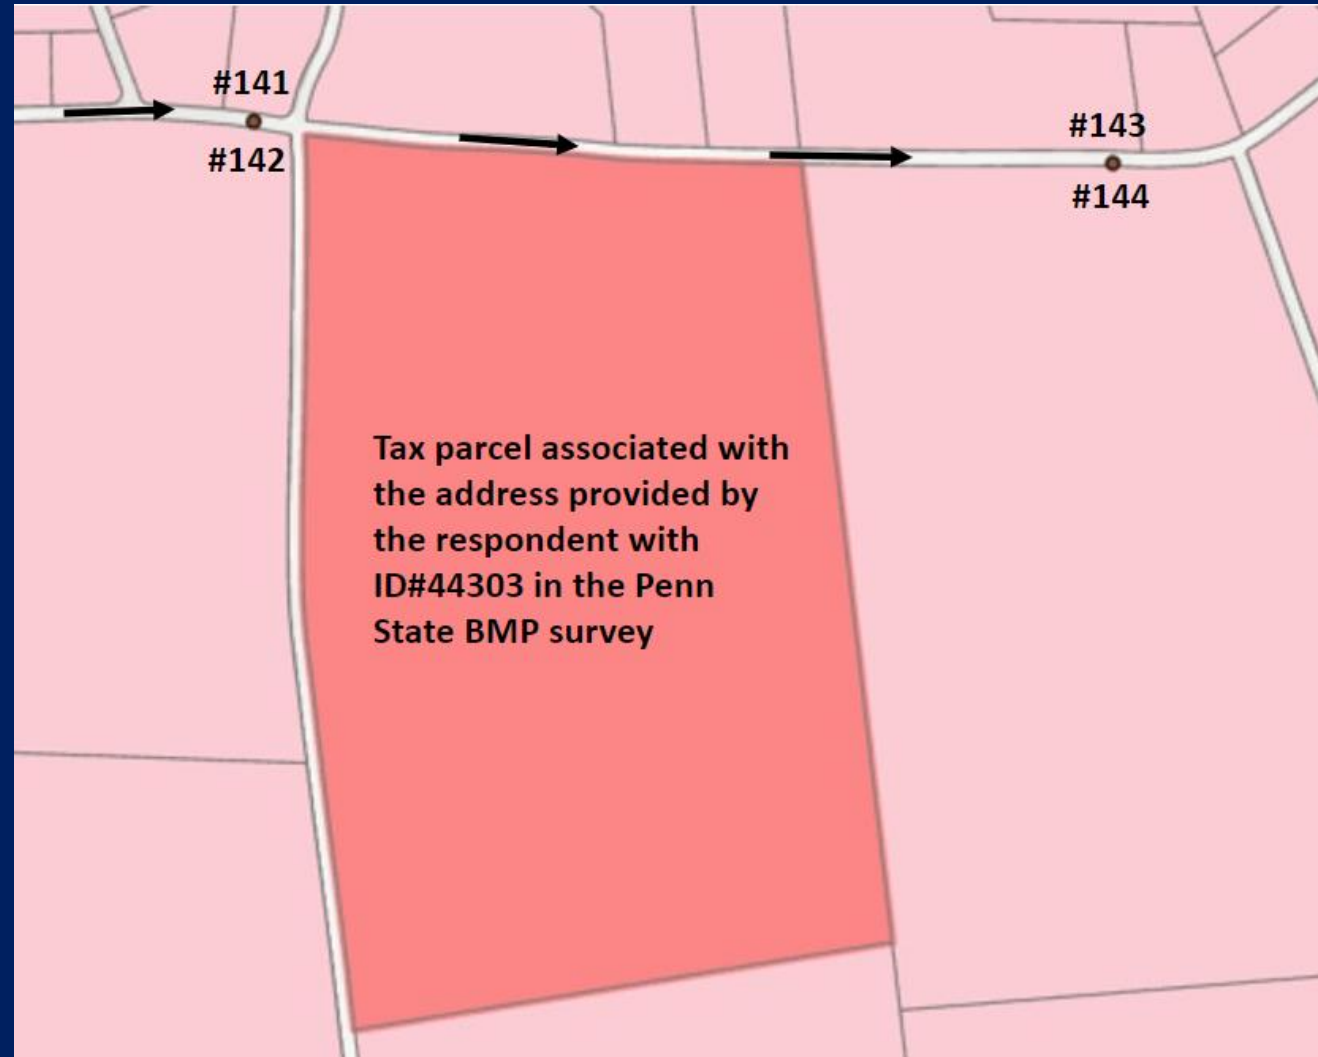 #141
#142
#143
#144
Tax parcel associated with
the address provided by
the respondent with
ID#44303 in the Penn
State BMP survey